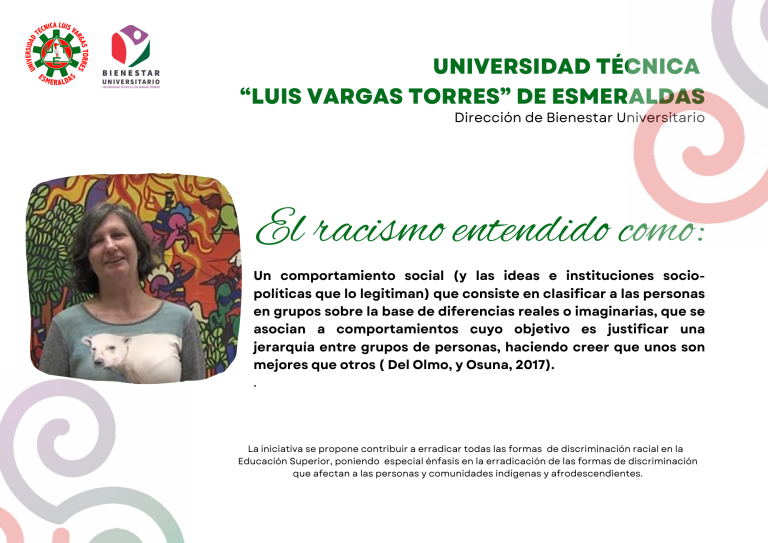 UNIVERSIDAD TÉCNICA LUIS VARGAS TORRES
ESMERALDAS
BIENESTAR
UNIVERSITARIO
UNIVERSIDAD TÉCNICA LUIS VARGAS TORRES
UNIVERSIDAD TÉCNICA
“LUIS VARGAS TORRES” DE ESMERALDAS
Dirección de Bienestar Universitario
El racismo entendido como:
Un comportamiento social (y las ideas e instituciones socio-
políticas que lo legitiman) que consiste en clasificar a las personas
en grupos sobre la base de diferencias reales o imaginarias, que se
asocian a comportamientos cuyo objetivo es justificar una
jerarquía entre grupos de personas, haciendo creer que unos son
mejores que otros ( Del Olmo, y Osuna, 2017).
.
La iniciativa se propone contribuir a erradicar todas las formas de discriminación racial en la
Educación Superior, poniendo especial énfasis en la erradicación de las formas de discriminación
que afectan a las personas y comunidades indígenas y afrodescendientes.